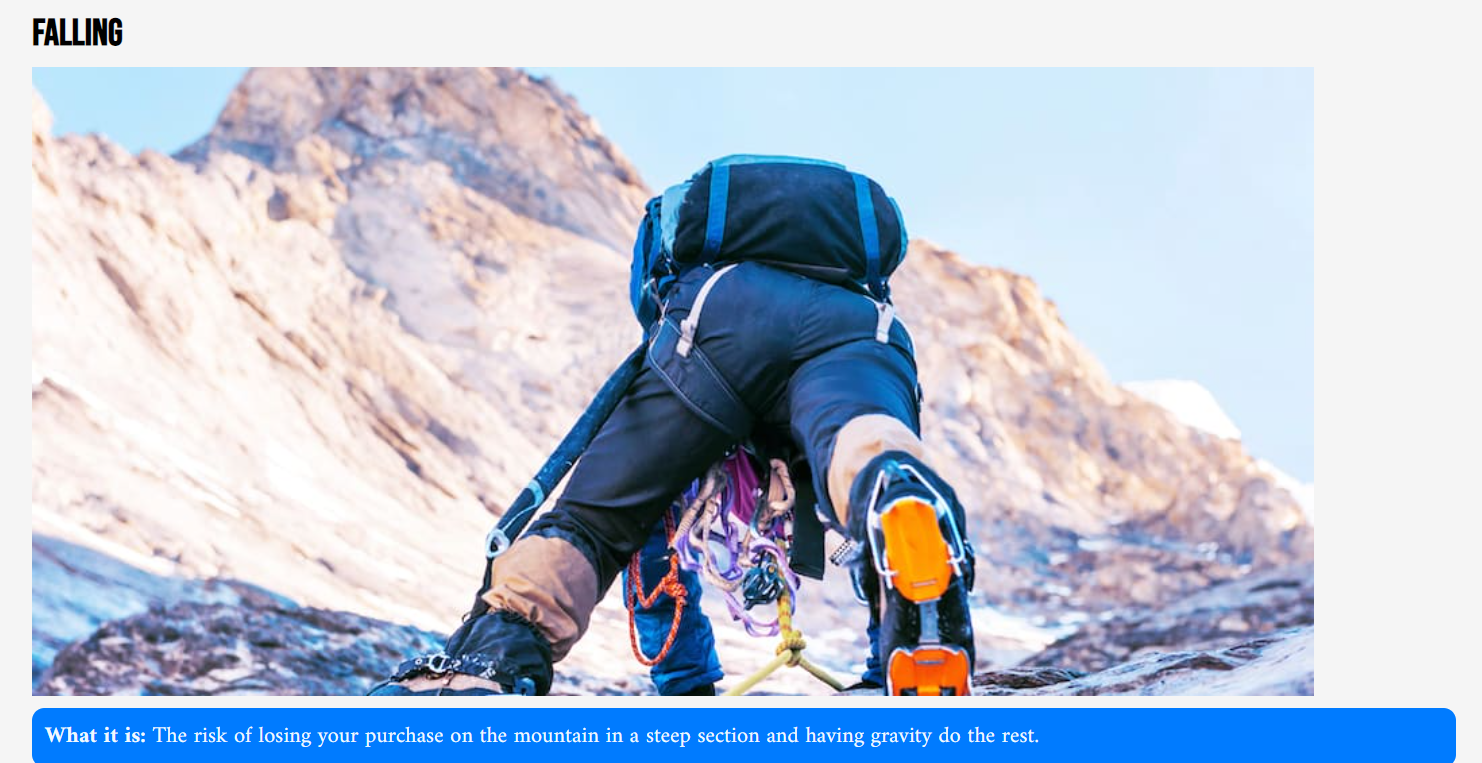 FALLING
What it is: The risk of losing your purchase on the mountain in a steep section and having gravity do the rest.